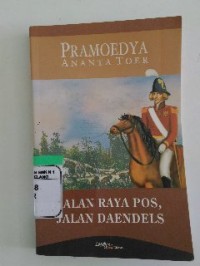 PRAMOEDYA
ANANTA TOER
JALAN RAYA POS,
JALAN DAENDELS